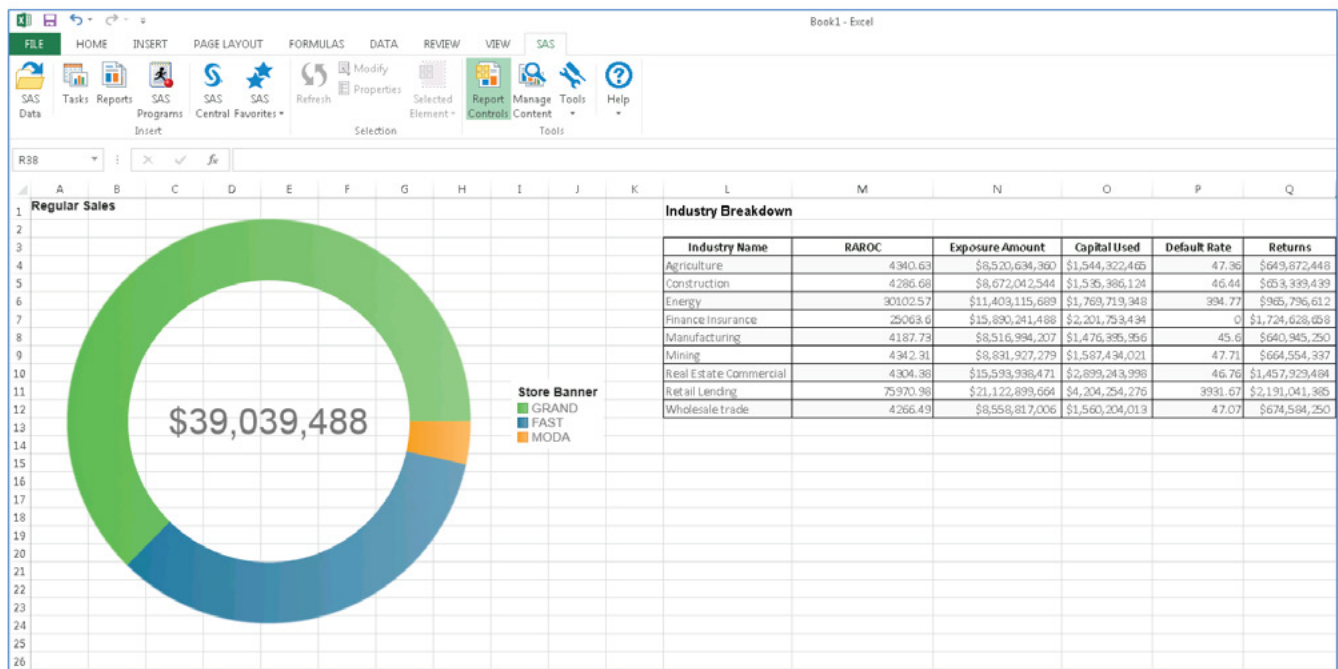 Book1 - Excel
FILE HOME INSERT PAGE LAYOUT FORMULAS DATA REVIEW VIEW SAS
SAS Data Tasks Reports SAS Programs SAS Central SAS Favorites Refresh Modify Properties Selected Element Report Controls Manage Content Tools Help
Insert Selection Tools
R38 fx
A B C D E F G H I J K L M N O P Q
1 Regular Sales Industry Breakdown
2
3 Industry Name RAROC Exposure Amount Capital Used Default Rate Returns
4 Agriculture 4340.63 $8,520,634,360 $1,544,322,465 47.36 $649,872,448
5 Construction 4286.68 $8,672,042,544 $1,535,386,124 46.44 $653,339,439
6 Energy 30102.57 $11,403,115,689 $1,769,719,348 394.77 $965,796,612
7 Finance Insurance 25063.6 $15,890,241,488 $2,201,753,434 0 $1,724,628,658
8 Manufacturing 4187.73 $8,516,994,207 $1,476,395,956 45.6 $640,945,250
9 Mining 4342.31 $8,831,927,279 $1,587,434,021 47.71 $664,554,337
10 Real Estate Commercial 4304.38 $15,593,938,471 $2,899,243,998 46.76 $1,457,929,484
11 Store Banner Retail Lending 75970.98 $21,122,899,664 $4,204,254,276 3931.67 $2,191,041,385
12 GRAND Wholesale trade 4266.49 $8,558,817,006 $1,560,204,013 47.07 $674,584,250
13 $39,039,488 FAST
14 MODA
15
16
17
18
19
20
21
22
23
24
25
26